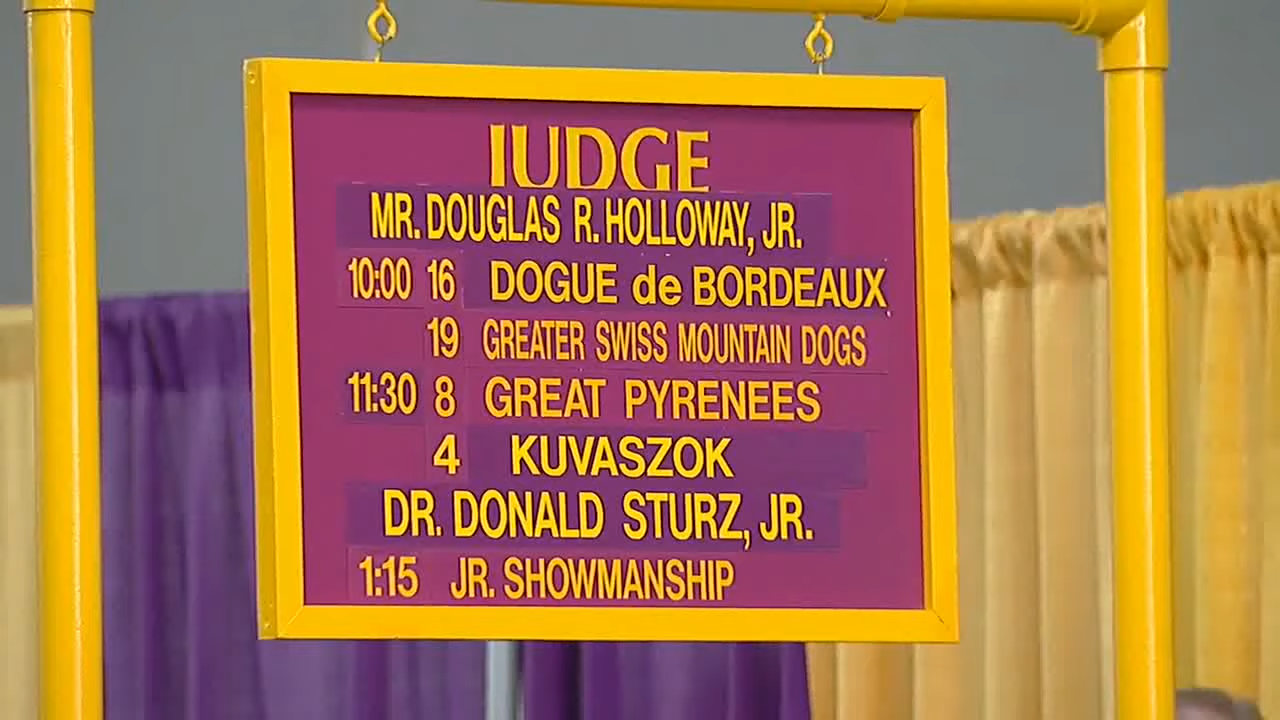 JUDGE
MR. DOUGLAS R. HOLLOWAY, JR.
10:00 16 DOGUE de BORDEAUX
19 GREATER SWISS MOUNTAIN DOGS
11:30 8 GREAT PYRENEES
4 KUVASZOK
DR. DONALD STURZ, JR.
1:15 JR. SHOWMANSHIP